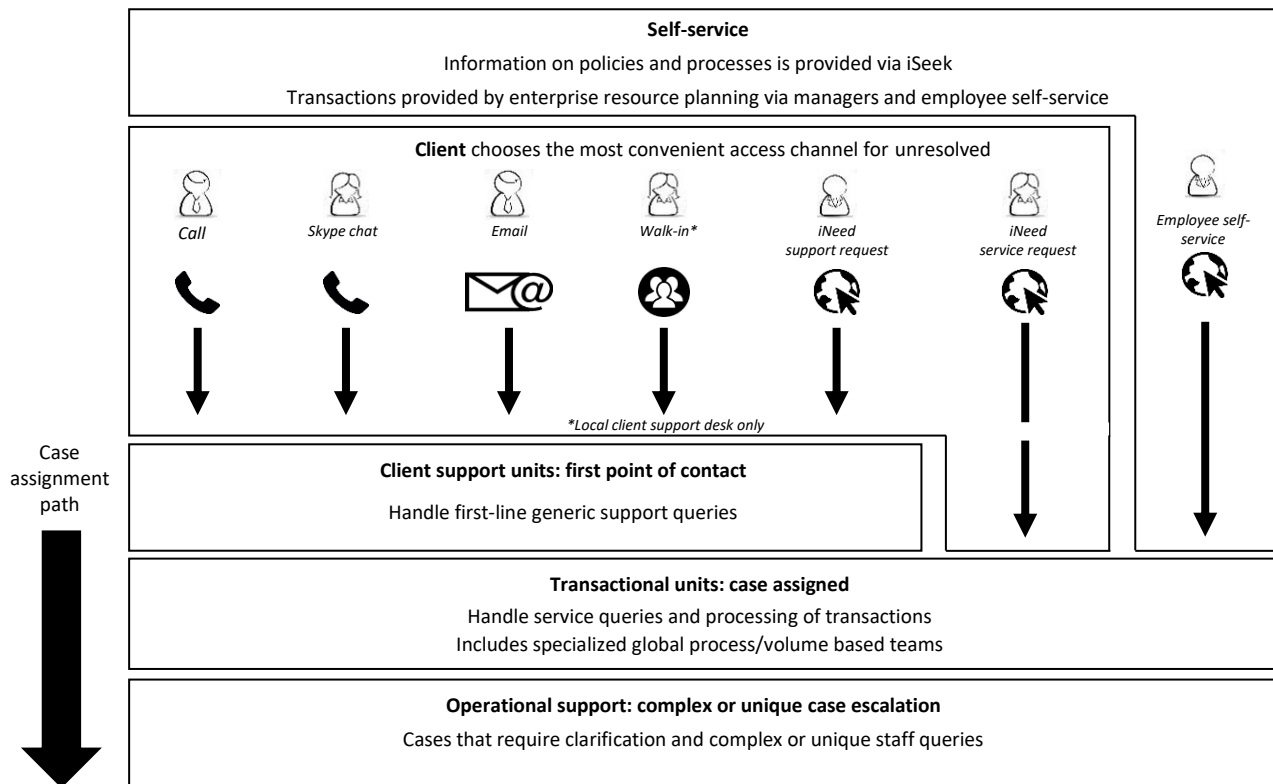 Self-service
Information on policies and processes is provided via iSeek
Transactions provided by enterprise resource planning via managers and employee self-service
Client chooses the most convenient access channel for unresolved
Call
Skype chat
Email
Walk-in*
iNeed
support request
iNeed
service request
Employee self-
service
@
*Local client support desk only
Case
assignment
path
Client support units: first point of contact
Handle first-line generic support queries
Transactional units: case assigned
Handle service queries and processing of transactions
Includes specialized global process/volume based teams
Operational support: complex or unique case escalation
Cases that require clarification and complex or unique staff queries